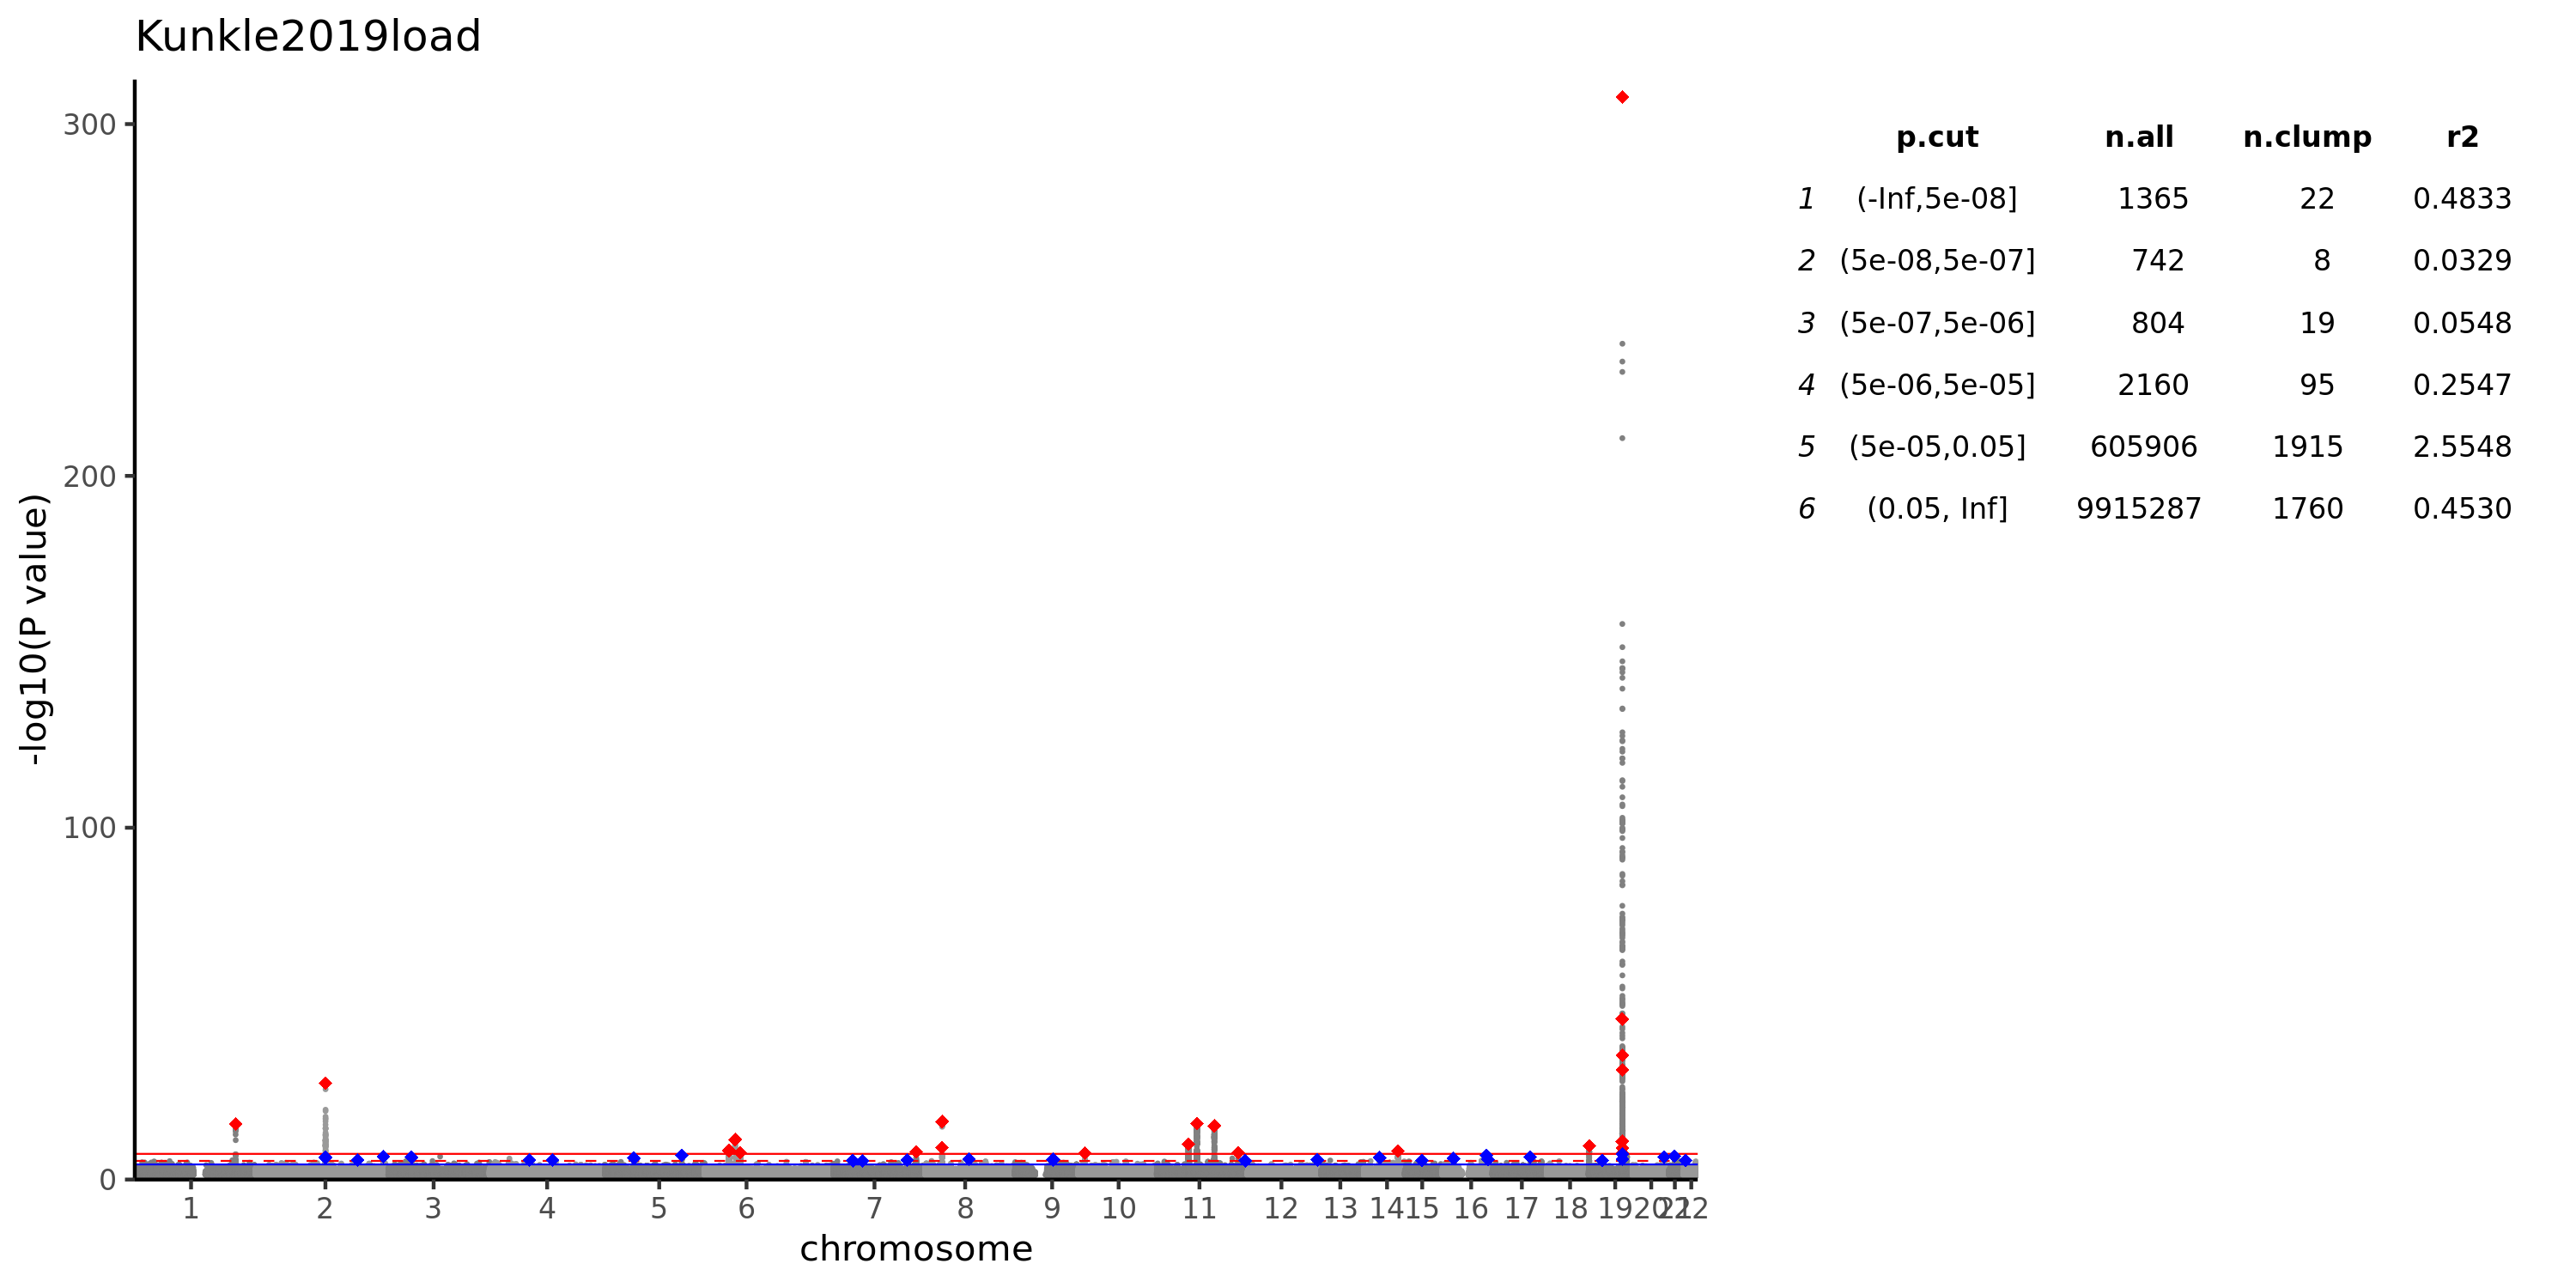 Kunkle2019load
-log10(P value)
300
200
100
0
1 2 3 4 5 6 7 8 9 10 11 12 13 14 15 16 17 18 19 20 21 22
chromosome
p.cut n.all n.clump r2
1 (-Inf,5e-08] 1365 22 0.4833
2 (5e-08,5e-07] 742 8 0.0329
3 (5e-07,5e-06] 804 19 0.0548
4 (5e-06,5e-05] 2160 95 0.2547
5 (5e-05,0.05] 605906 1915 2.5548
6 (0.05, Inf] 9915287 1760 0.4530